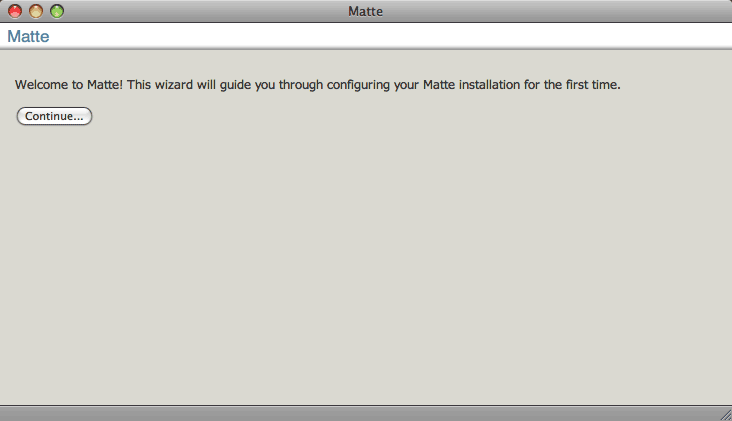 Matte
Matte
Welcome to Matte! This wizard will guide you through configuring your Matte installation for the first time.
Continue...